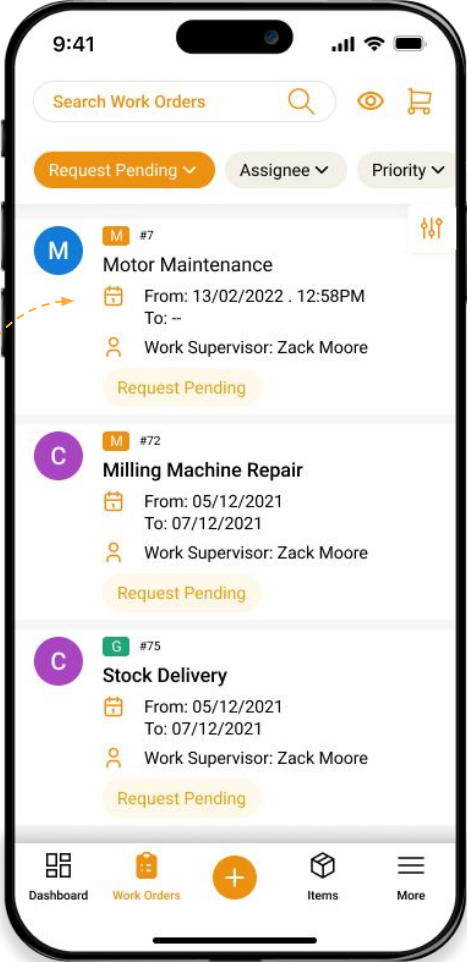 9:41
Search Work Orders
Request Pending
Assignee
Priority
M
M #7
Motor Maintenance
From: 13/02/2022 . 12:58PM
To: --
Work Supervisor: Zack Moore
Request Pending
C
M #72
Milling Machine Repair
From: 05/12/2021
To: 07/12/2021
Work Supervisor: Zack Moore
Request Pending
C
G #75
Stock Delivery
From: 05/12/2021
To: 07/12/2021
Work Supervisor: Zack Moore
Request Pending
Dashboard Work Orders Items More